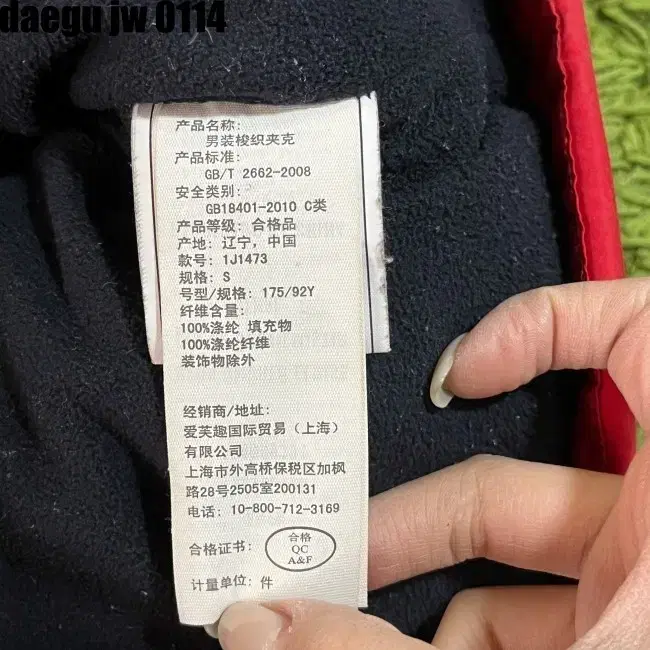 daegu jw 0114
产品名称:
男装梭织夹克
产品标准:
GB/T 2662-2008
安全类别:
GB18401-2010 C类
产品等级: 合格品
产地: 辽宁, 中国
款号: 1J1473
规格: S
号型/规格: 175/92Y
纤维含量:
100%涤纶 填充物
100%涤纶纤维
装饰物除外
经销商/地址:
爱芙趣国际贸易（上海）
有限公司
上海市外高桥保税区加枫
路28号2505室200131
电话: 10-800-712-3169
合格证书:
合格
QC
A&F
计量单位: 件